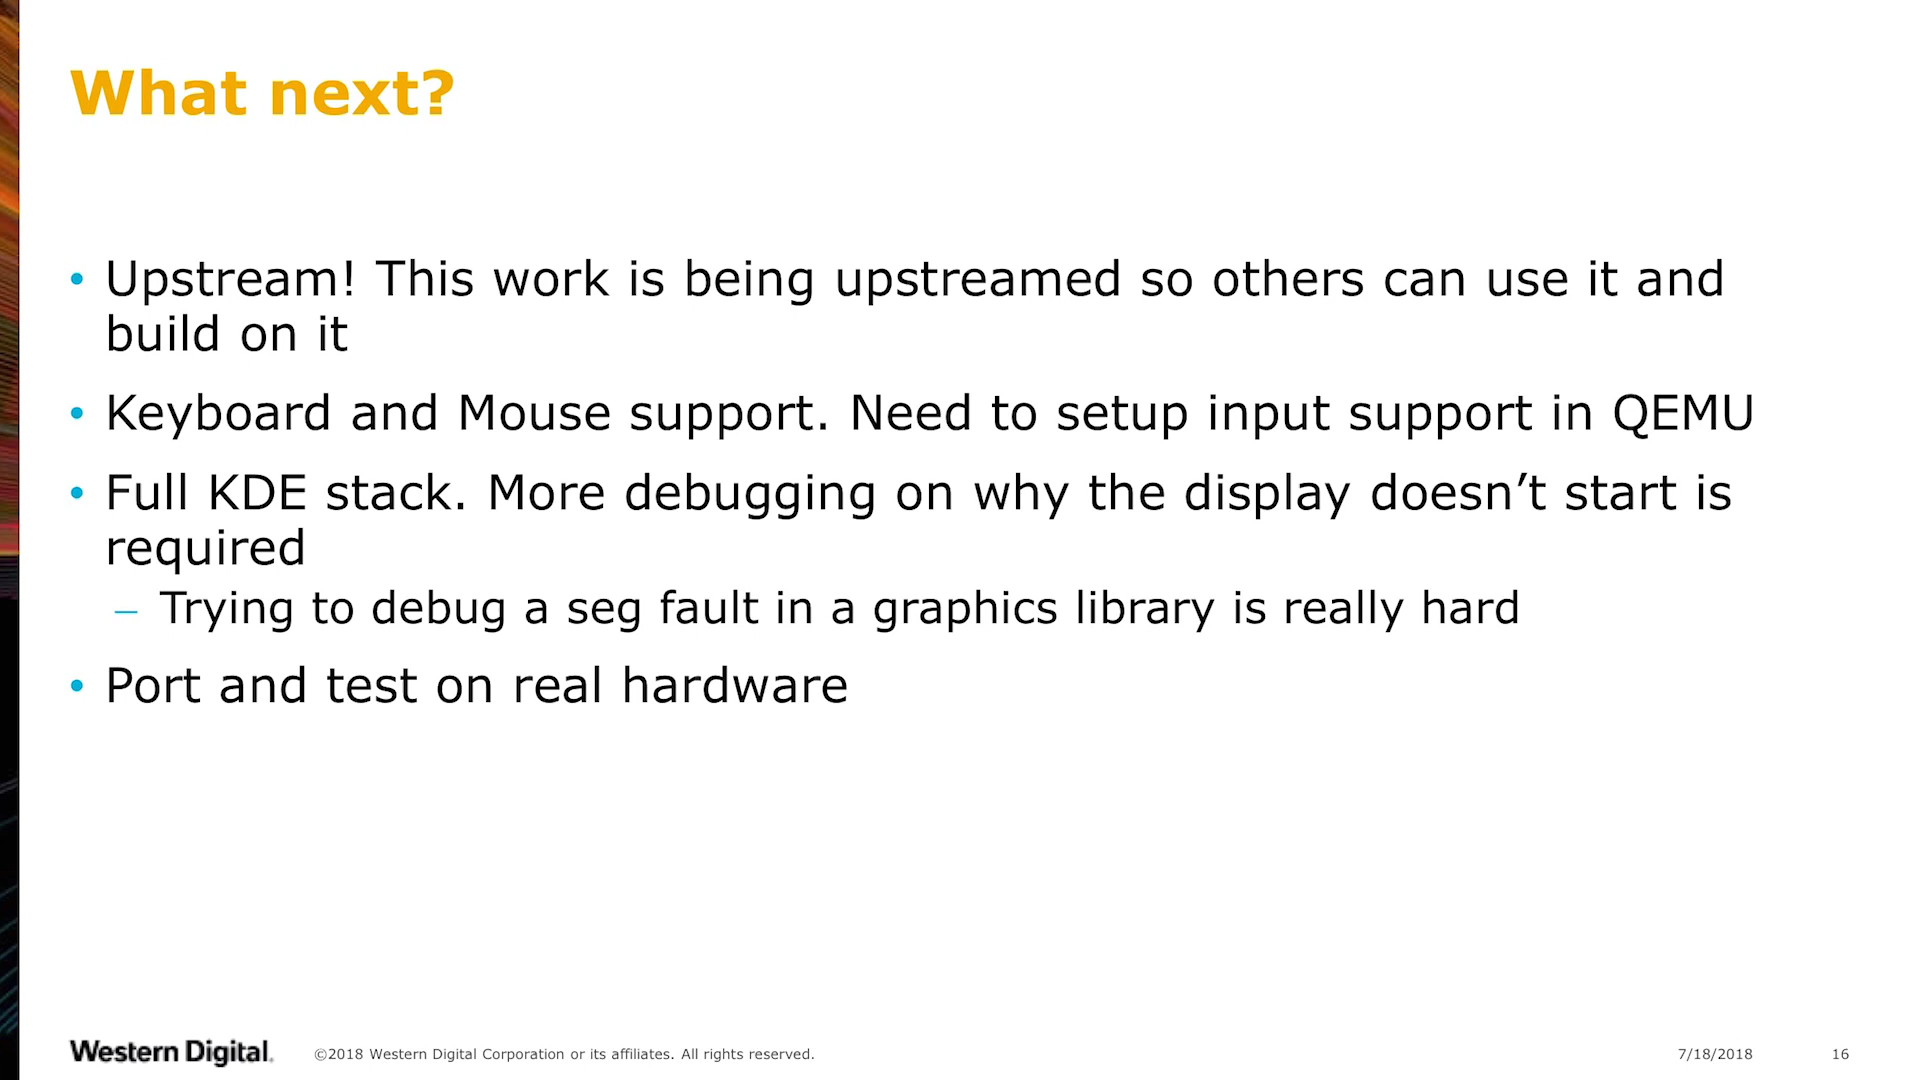 What next?
• Upstream! This work is being upstreamed so others can use it and
build on it
• Keyboard and Mouse support. Need to setup input support in QEMU
• Full KDE stack. More debugging on why the display doesn’t start is
required
– Trying to debug a seg fault in a graphics library is really hard
• Port and test on real hardware
Western Digital. ©2018 Western Digital Corporation or its affiliates. All rights reserved. 7/18/2018 16